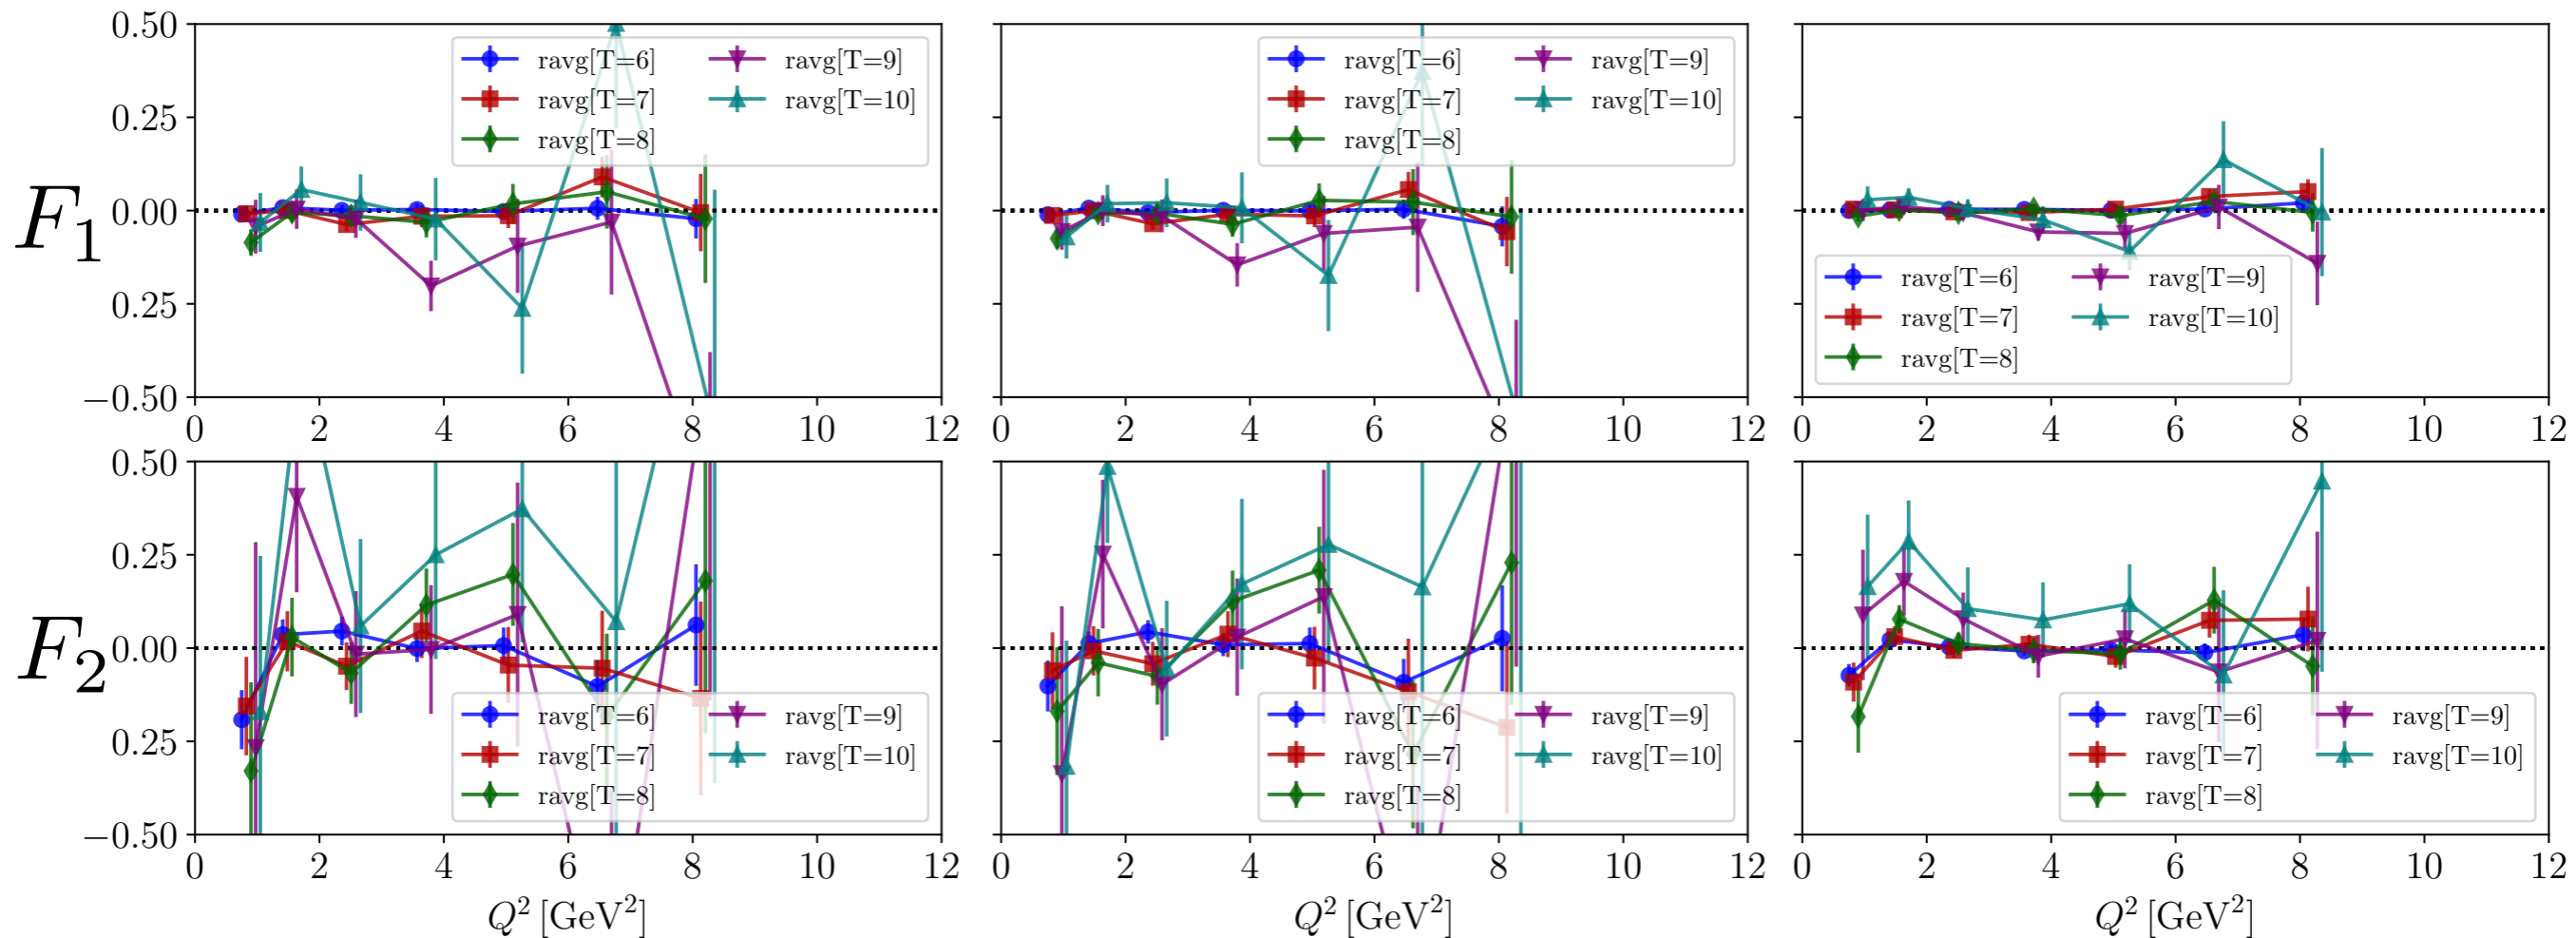 F₁
0.50
0.25
0.00
0.25
−0.50
ravg[T=6] ravg[T=9]
ravg[T=7] ravg[T=10]
ravg[T=8]
0 2 4 6 8 10 12
ravg[T=6] ravg[T=9]
ravg[T=7] ravg[T=10]
ravg[T=8]
0 2 4 6 8 10 12
ravg[T=6] ravg[T=9]
ravg[T=7] ravg[T=10]
ravg[T=8]
0 2 4 6 8 10 12
F₂
0.50
0.25
0.00
0.25
−0.50
ravg[T=6] ravg[T=9]
ravg[T=7] ravg[T=10]
ravg[T=8]
0 2 4 6 8 10 12
Q² [GeV²]
ravg[T=6] ravg[T=9]
ravg[T=7] ravg[T=10]
ravg[T=8]
0 2 4 6 8 10 12
Q² [GeV²]
ravg[T=6] ravg[T=9]
ravg[T=7] ravg[T=10]
ravg[T=8]
0 2 4 6 8 10 12
Q² [GeV²]